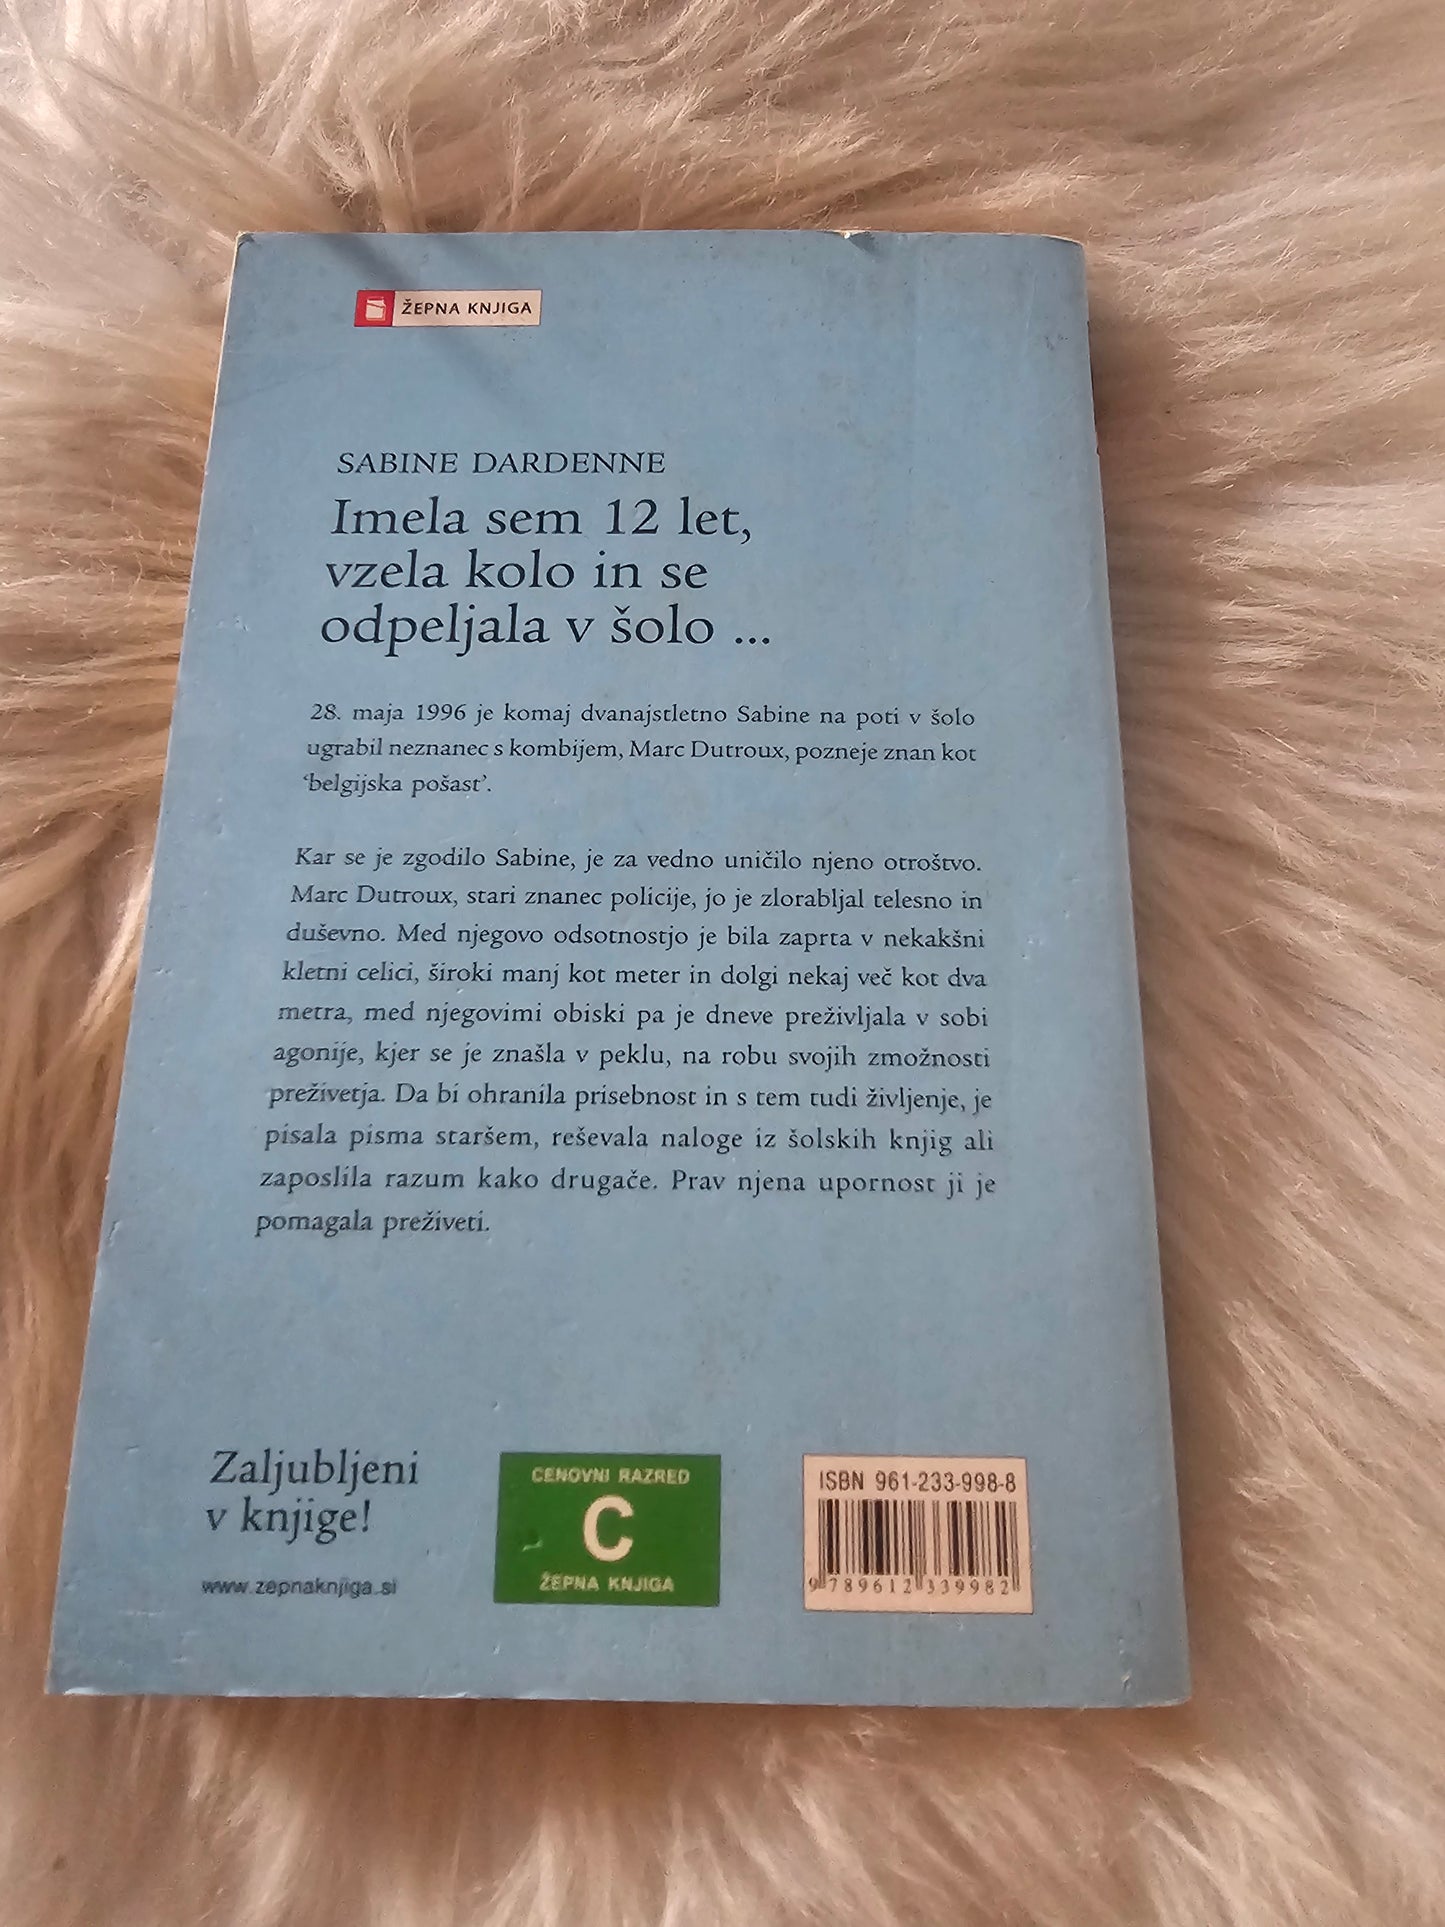 ŽEPNA KNJIGA
SABINE DARDENNE
Imela sem 12 let,
vzela kolo in se
odpeljala v šolo ...
28. maja 1996 je komaj dvanajstletno Sabine na poti v šolo
ugrabil neznanec s kombijem, Marc Dutroux, pozneje znan kot
‘belgijska pošast’.
Kar se je zgodilo Sabine, je za vedno uničilo njeno otroštvo.
Marc Dutroux, stari znanec policije, jo je zlorabljal telesno in
duševno. Med njegovo odsotnostjo je bila zaprta v nekakšni
kletni celici, široki manj kot meter in dolgi nekaj več kot dva
metra, med njegovimi obiski pa je dneve preživljala v sobi
agonije, kjer se je znašla v peklu, na robu svojih zmožnosti
preživetja. Da bi ohranila prisebnost in s tem tudi življenje, je
pisala pisma staršem, reševala naloge iz šolskih knjig ali
zaposlila razum kako drugače. Prav njena upornost ji je
pomagala preživeti.
Zaljubljeni
v knjige!
www.zepnaknjiga.si
CENOVNI RAZRED
C
ŽEPNA KNJIGA
ISBN 961-233-998-8
9 789612 339982